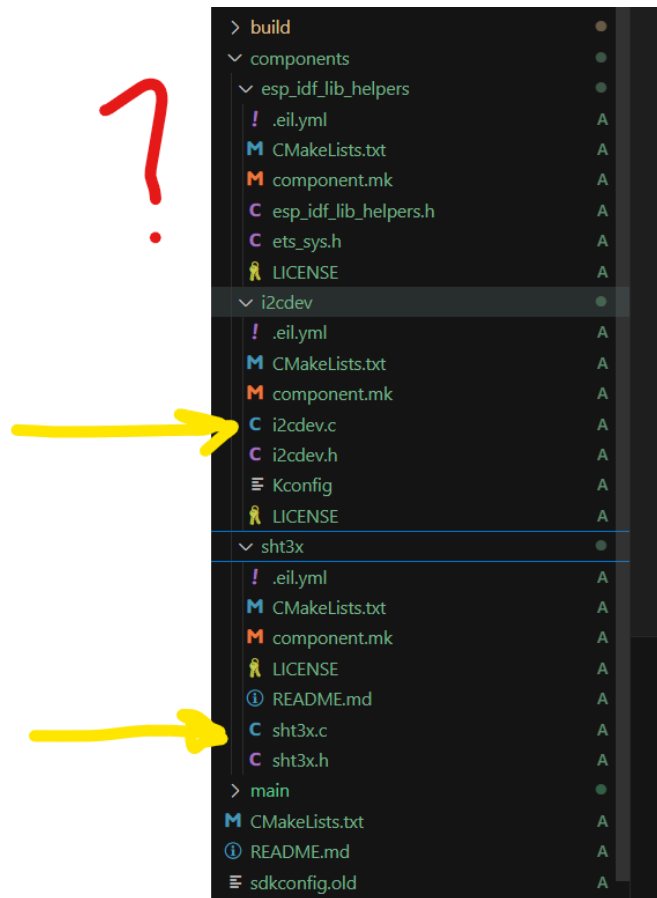 ?
build
components
esp_idf_lib_helpers
! .eil.yml A
M CMakeLists.txt A
M component.mk A
C esp_idf_lib_helpers.h A
C ets_sys.h A
LICENSE A
i2cdev
! .eil.yml A
M CMakeLists.txt A
M component.mk A
C i2cdev.c A
C i2cdev.h A
Kconfig A
LICENSE A
sht3x
! .eil.yml A
M CMakeLists.txt A
M component.mk A
LICENSE A
README.md A
C sht3x.c A
C sht3x.h A
main
M CMakeLists.txt A
README.md A
sdkconfig.old A